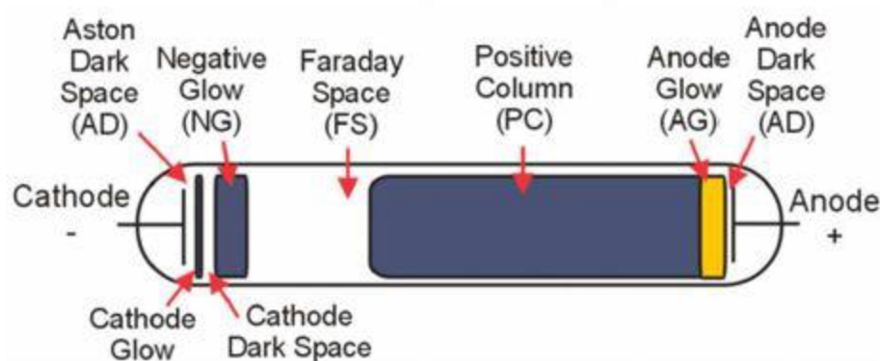 Aston
Dark
Space
(AD)
Negative
Glow
(NG)
Faraday
Space
(FS)
Positive
Column
(PC)
Anode
Glow
(AG)
Anode
Dark
Space
(AD)
Cathode
-
Anode
+
Cathode
Glow
Cathode
Dark Space